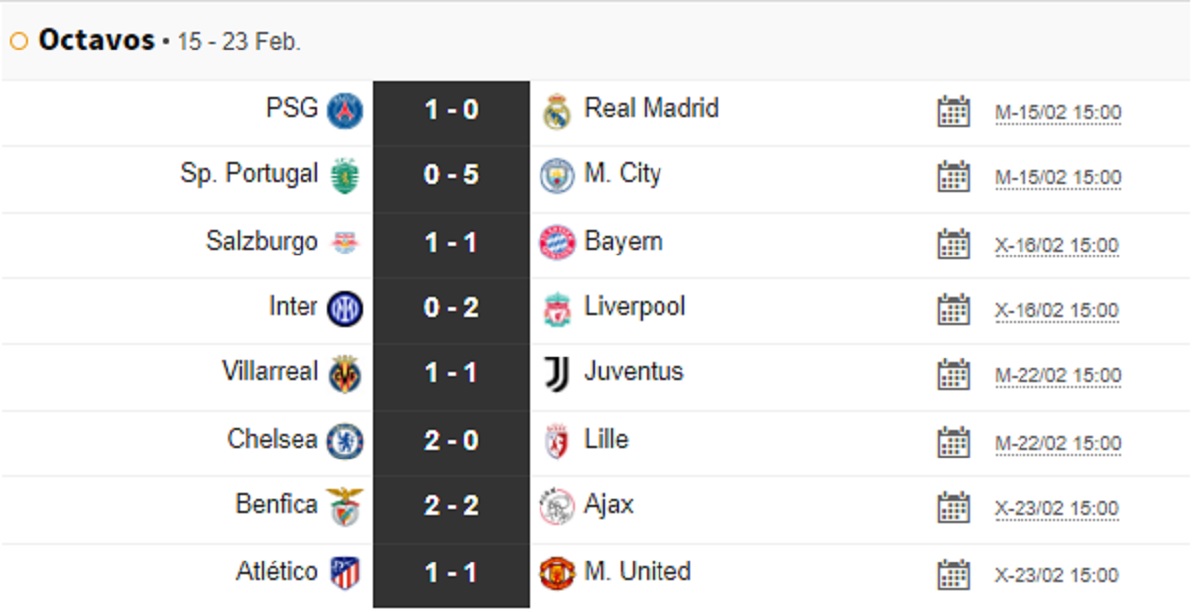 Octavos • 15 - 23 Feb.
PSG 1 - 0 Real Madrid M-15/02 15:00
Sp. Portugal 0 - 5 M. City M-15/02 15:00
Salzburgo 1 - 1 Bayern X-16/02 15:00
Inter 0 - 2 Liverpool X-16/02 15:00
Villarreal 1 - 1 Juventus M-22/02 15:00
Chelsea 2 - 0 Lille M-22/02 15:00
Benfica 2 - 2 Ajax X-23/02 15:00
Atlético 1 - 1 M. United X-23/02 15:00